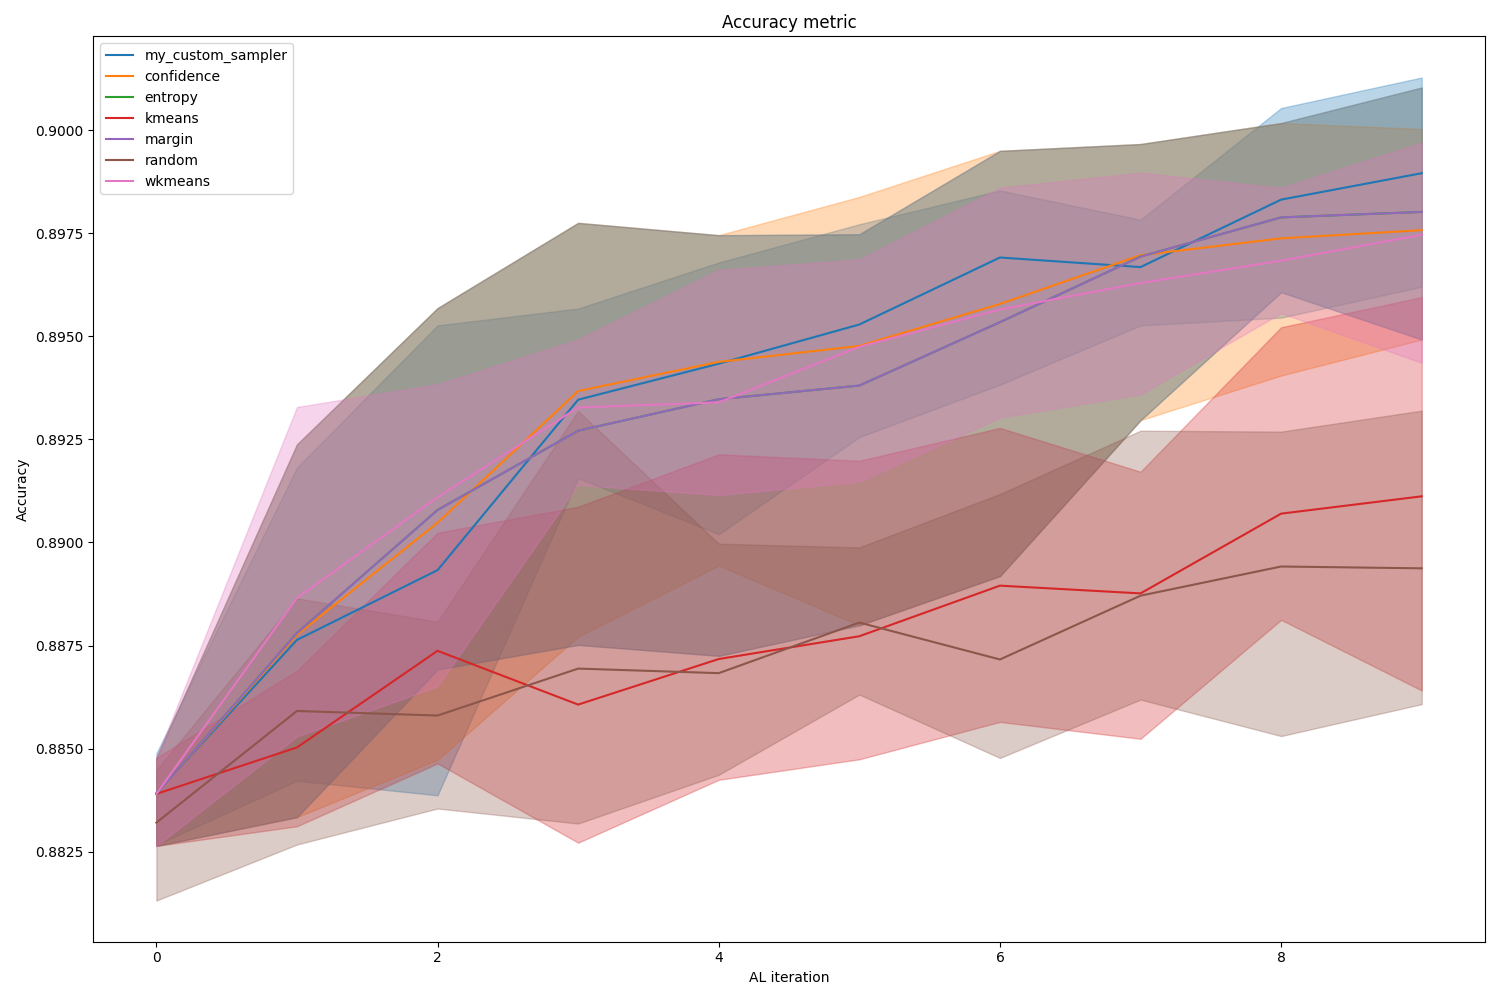 Accuracy metric
my_custom_sampler
confidence
entropy
kmeans
margin
random
wkmeans
0.9000
0.8975
0.8950
0.8925
0.8900
0.8875
0.8850
0.8825
Accuracy
0 2 4 6 8
AL iteration